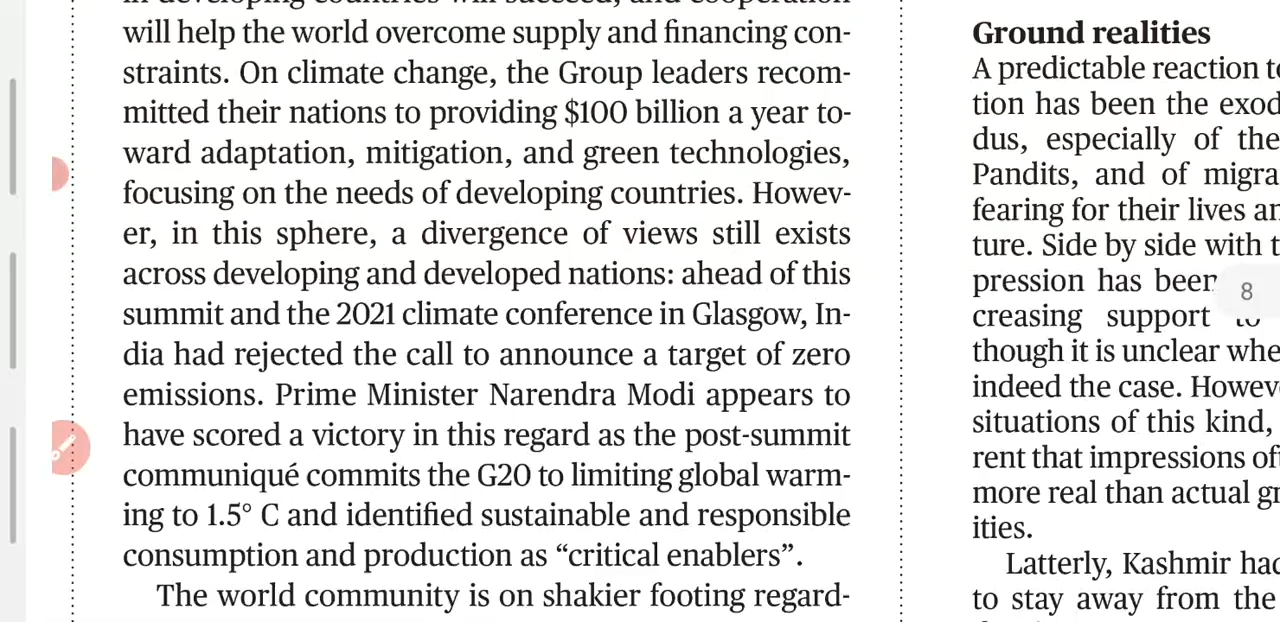 will help the world overcome supply and financing con-
straints. On climate change, the Group leaders recom-
mitted their nations to providing $100 billion a year to-
ward adaptation, mitigation, and green technologies,
focusing on the needs of developing countries. Howev-
er, in this sphere, a divergence of views still exists
across developing and developed nations: ahead of this
summit and the 2021 climate conference in Glasgow, In-
dia had rejected the call to announce a target of zero
emissions. Prime Minister Narendra Modi appears to
have scored a victory in this regard as the post-summit
communiqué commits the G20 to limiting global warm-
ing to 1.5° C and identified sustainable and responsible
consumption and production as “critical enablers”.
The world community is on shakier footing regard-
Ground realities
A predictable reaction
tion has been the
dus, especially of the
Pandits, and of
fearing for their lives
ture. Side by side with
pression has been
8
creasing support
though it is unclear
indeed the case.
situations of this kind,
rent that impressions
more real than actual
ities.
Latterly, Kashmir
to stay away from the